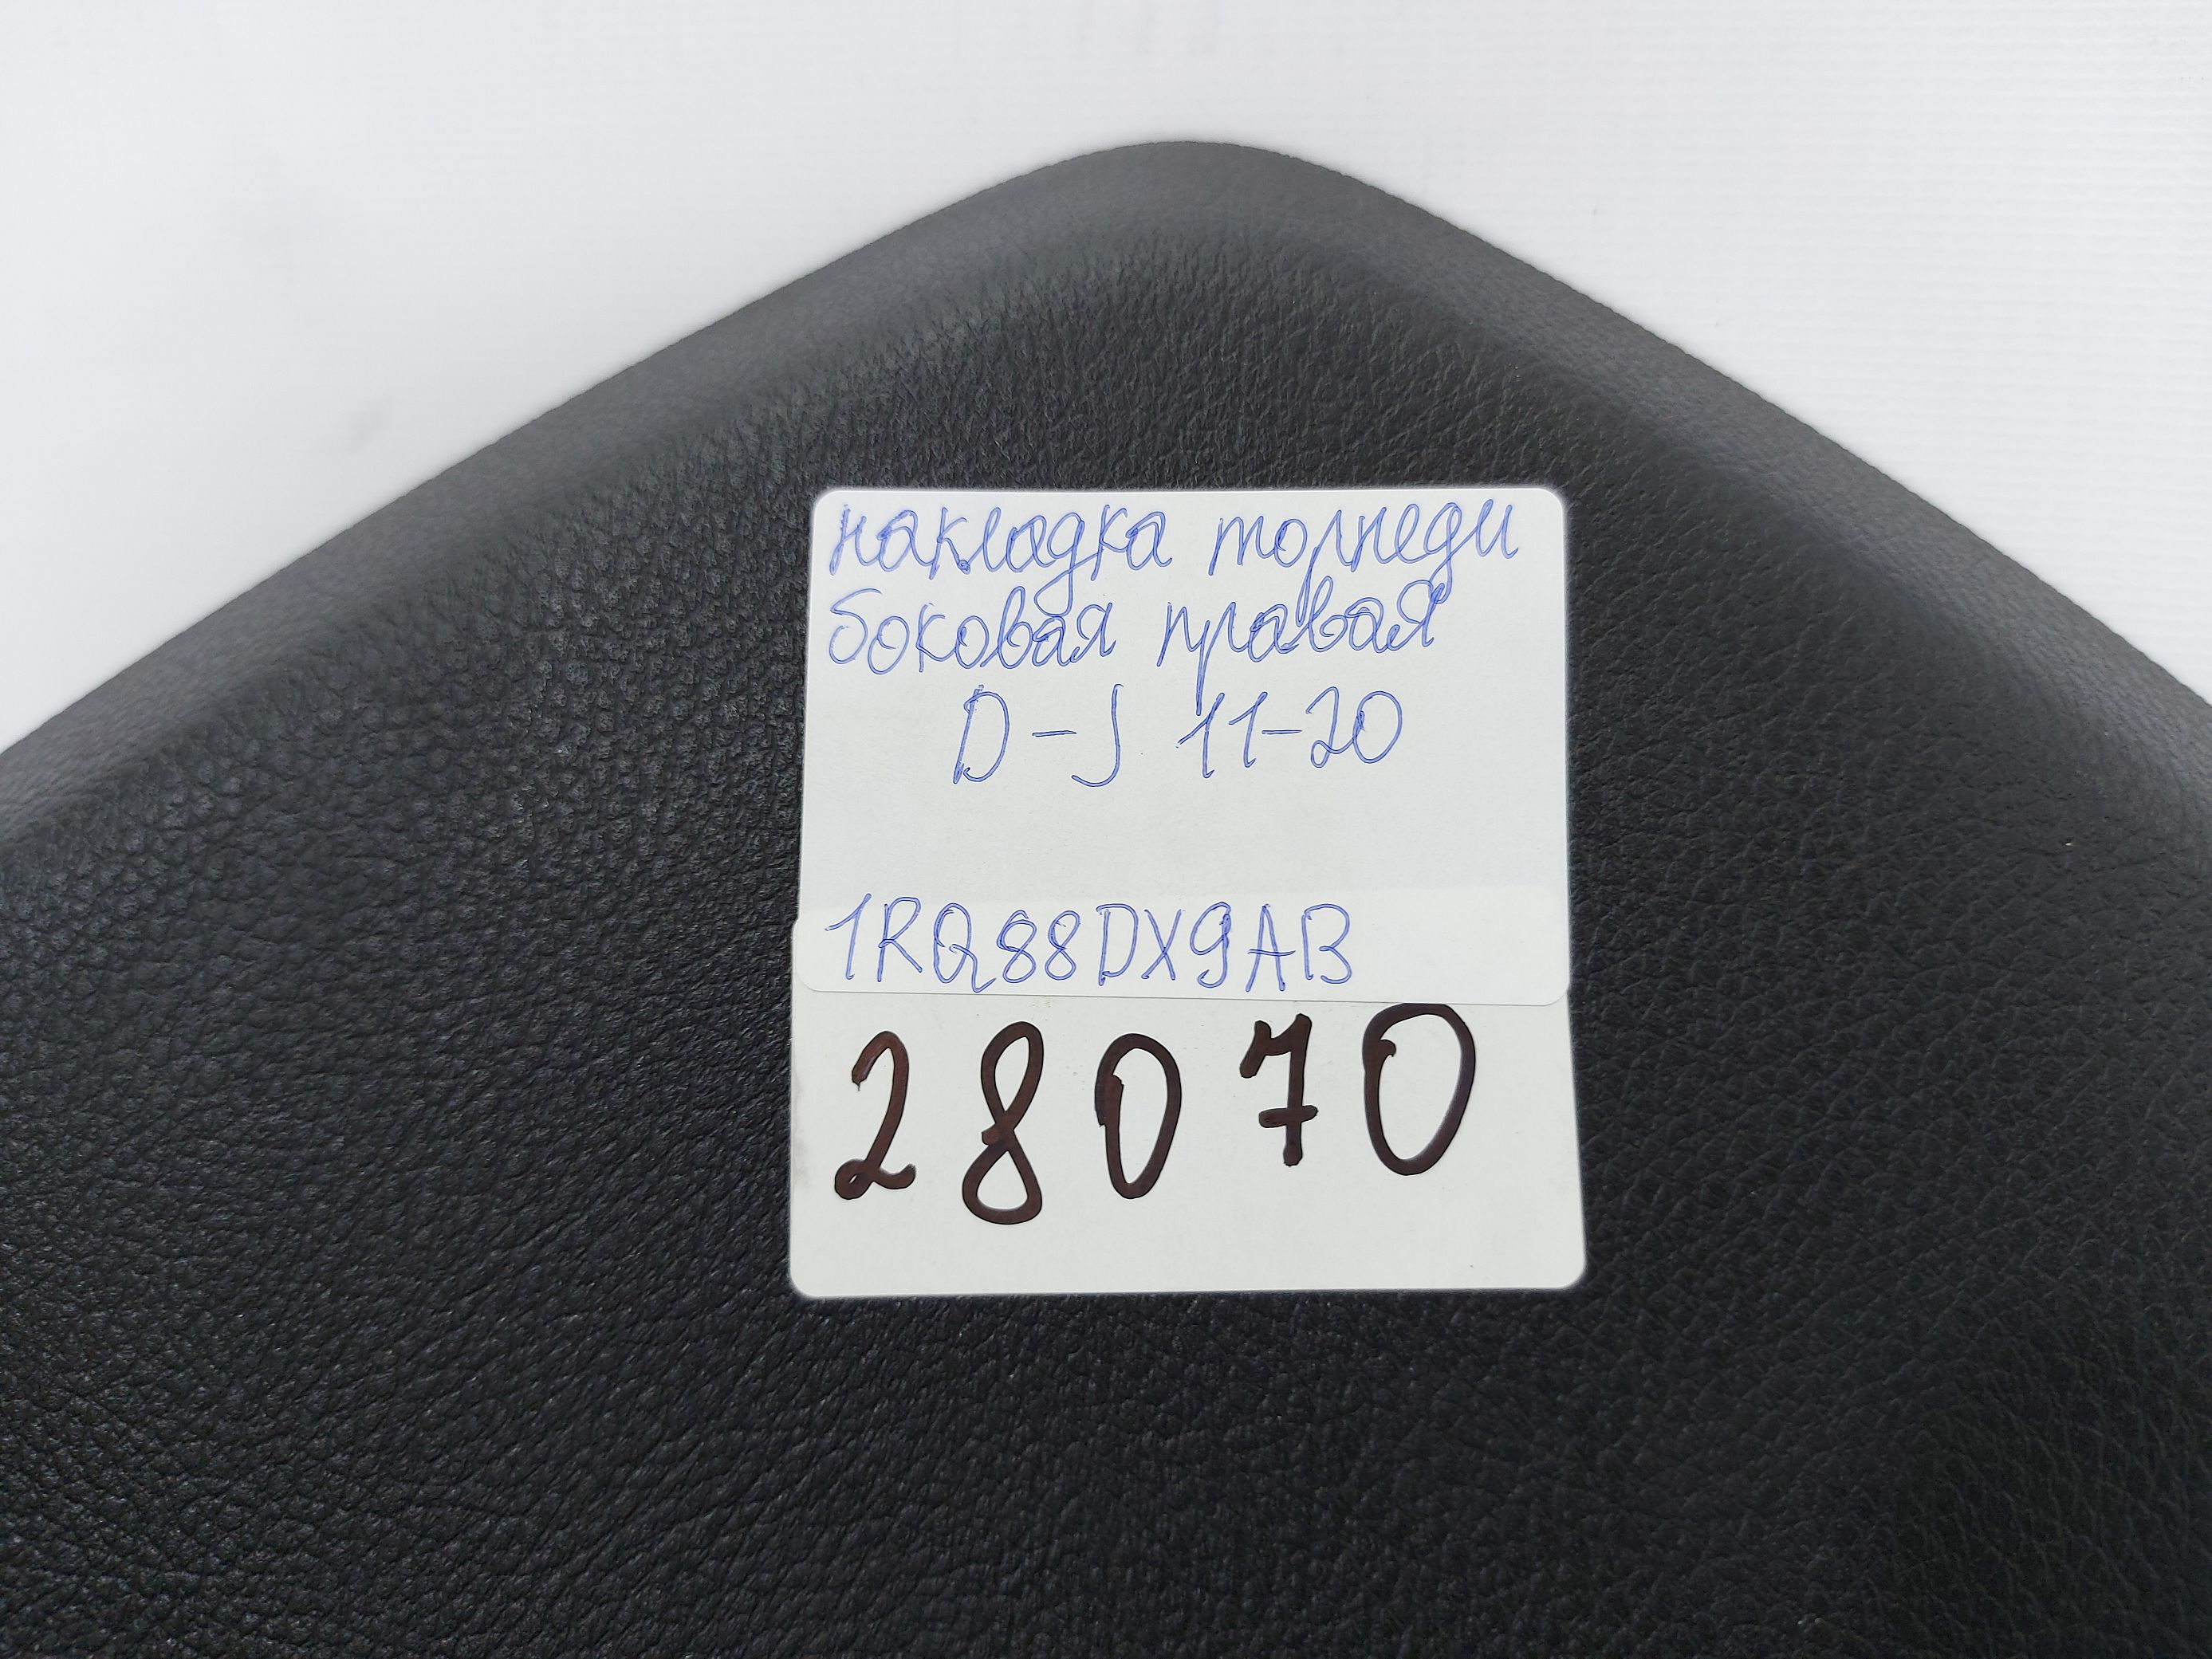 накладка торпеди
боковая правая
D-J 11-20
1RQ88DX9AB
28070